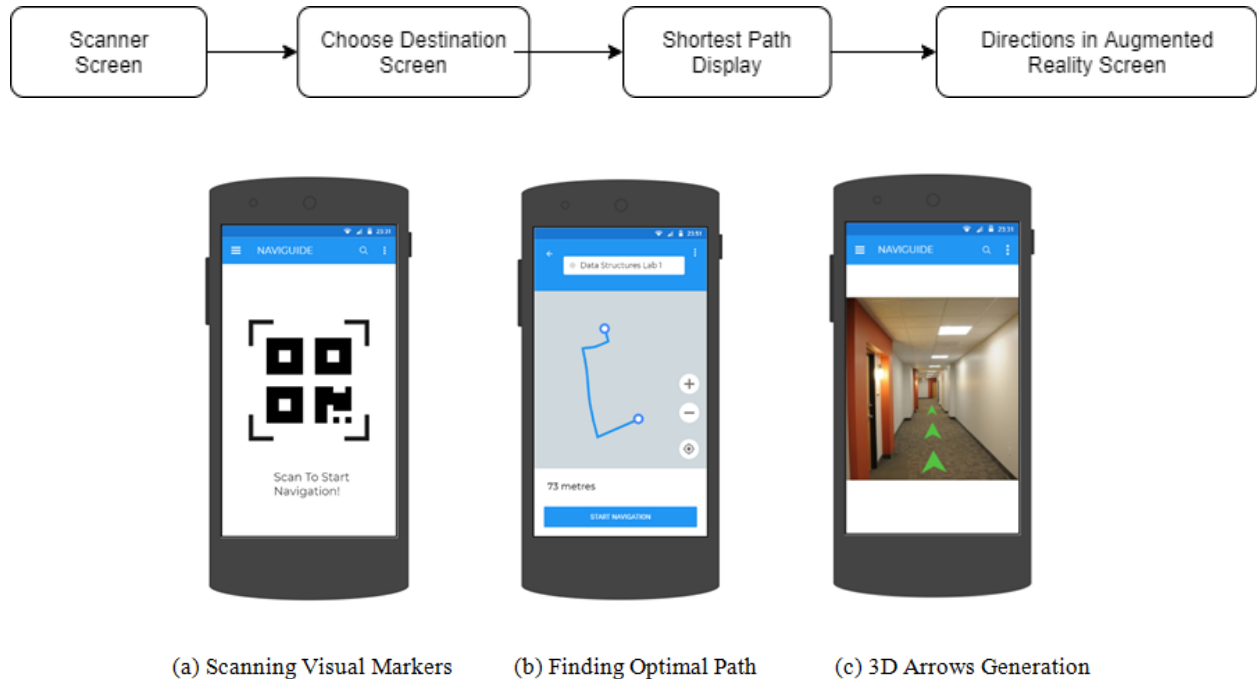 Scanner
Screen
Choose Destination
Screen
Shortest Path
Display
Directions in Augmented
Reality Screen
23:31
NAVIGUIDE
Scan To Start
Navigation!
23:51
Data Structures Lab 1
73 metres
START NAVIGATION
23:31
NAVIGUIDE
(a) Scanning Visual Markers
(b) Finding Optimal Path
(c) 3D Arrows Generation